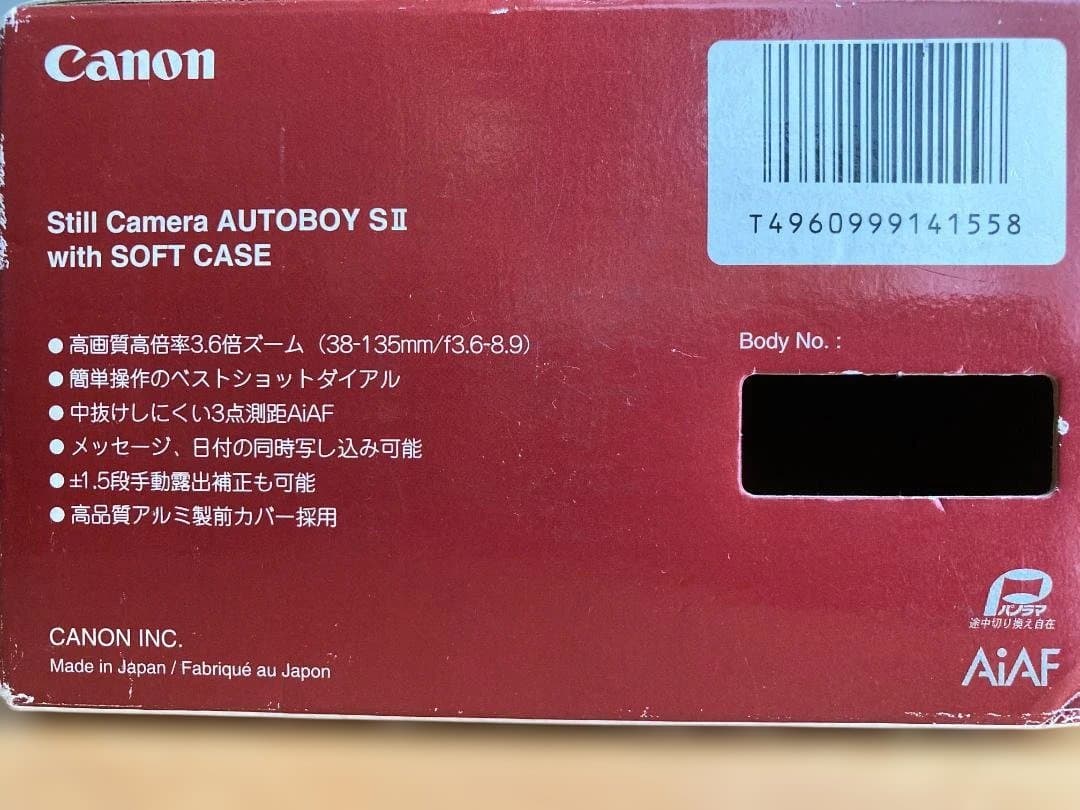 Canon
T4960999141558
Still Camera AUTOBOY SⅡ
with SOFT CASE
● 高画質高倍率3.6倍ズーム（38-135mm/f3.6-8.9）
● 簡単操作のベストショットダイアル
● 中抜けしにくい3点測距AiAF
● メッセージ、日付の同時写し込み可能
● ±1.5段手動露出補正も可能
● 高品質アルミ製前カバー採用
Body No. :
P パノラマ
途中切り換え自在
AiAF
CANON INC.
Made in Japan / Fabriqué au Japon